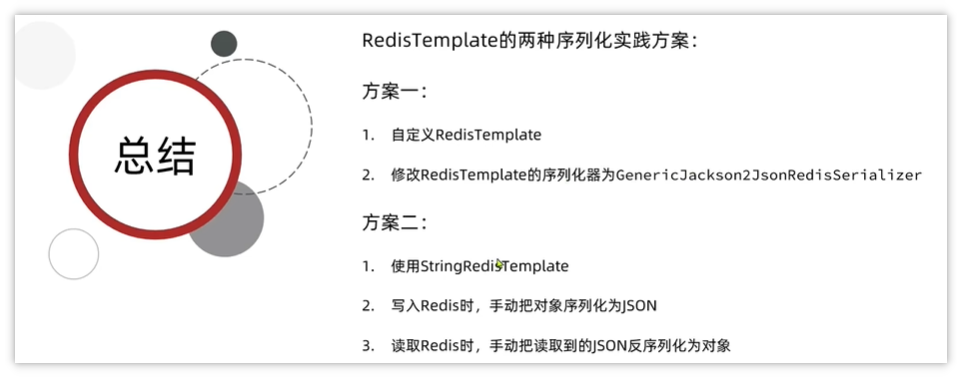 总结
RedisTemplate的两种序列化实践方案：
方案一：
1. 自定义RedisTemplate
2. 修改RedisTemplate的序列化器为GenericJackson2JsonRedisSerializer
方案二：
1. 使用StringRedisTemplate
2. 写入Redis时，手动把对象序列化为JSON
3. 读取Redis时，手动把读取到的JSON反序列化为对象